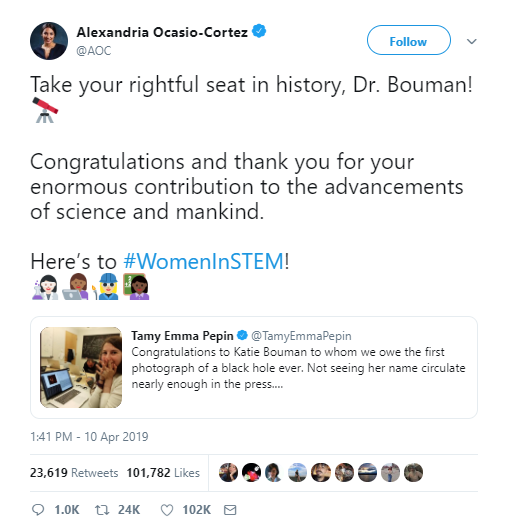 Alexandria Ocasio-Cortez
@AOC
Follow
Take your rightful seat in history, Dr. Bouman!
Congratulations and thank you for your
enormous contribution to the advancements
of science and mankind.
Here's to #WomenInSTEM!
Tamy Emma Pepin @TamyEmmaPepin
Congratulations to Katie Bouman to whom we owe the first
photograph of a black hole ever. Not seeing her name circulate
nearly enough in the press....
1:41 PM - 10 Apr 2019
23,619 Retweets 101,782 Likes
1.0K 24K 102K